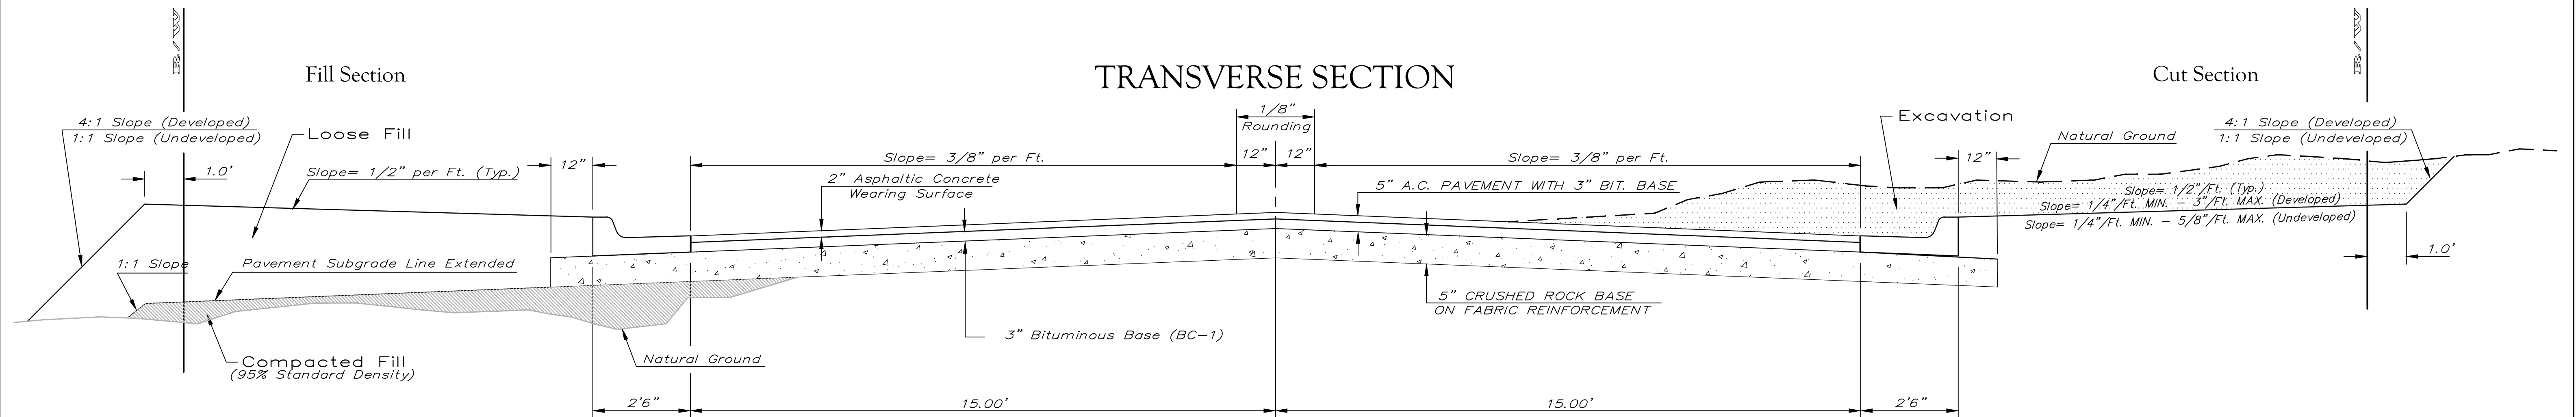 R/W
R/W
Fill Section
TRANSVERSE SECTION
Cut Section
1/8"
Rounding
4:1 Slope (Developed)
1:1 Slope (Undeveloped)
Loose Fill
Excavation
Natural Ground
4:1 Slope (Developed)
1:1 Slope (Undeveloped)
1.0'
Slope= 1/2" per Ft. (Typ.)
12"
Slope= 3/8" per Ft.
12"
12"
Slope= 3/8" per Ft.
12"
2" Asphaltic Concrete
Wearing Surface
5" A.C. PAVEMENT WITH 3" BIT. BASE
Slope= 1/2"/Ft. (Typ.)
Slope= 1/4"/Ft. MIN. – 3"/Ft. MAX. (Developed)
Slope= 1/4"/Ft. MIN. – 5/8"/Ft. MAX. (Undeveloped)
1.0'
1:1 Slope
Pavement Subgrade Line Extended
5" CRUSHED ROCK BASE
ON FABRIC REINFORCEMENT
3" Bituminous Base (BC–1)
Compacted Fill
(95% Standard Density)
Natural Ground
2'6"
15.00'
15.00'
2'6"